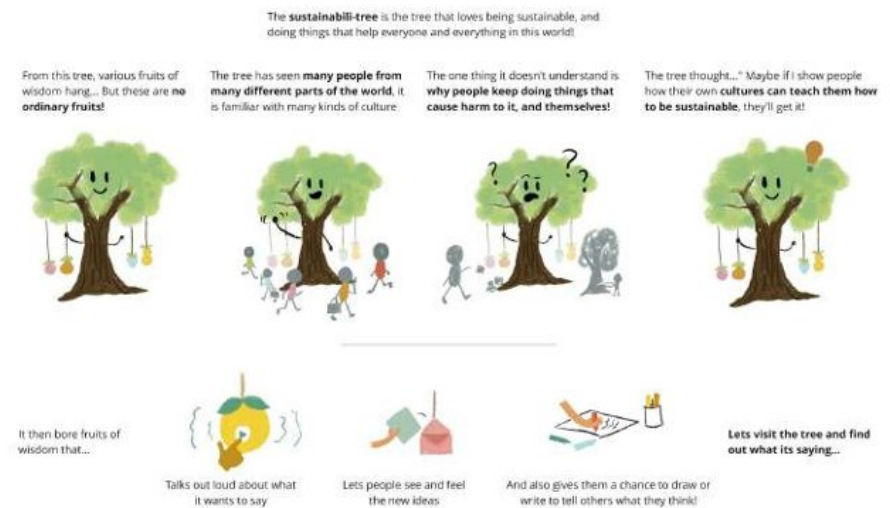 The sustainabili-tree is the tree that loves being sustainable, and
doing things that help everyone and everything in this world!
From this tree, various fruits of
wisdom hang... But these are no
ordinary fruits!
The tree has seen many people from
many different parts of the world, it
is familiar with many kinds of culture
The one thing it doesn't understand is
why people keep doing things that
cause harm to it, and themselves!
The tree thought..." Maybe if I show people
how their own cultures can teach them how
to be sustainable, they'll get it!
? ? ?
It then bore fruits of
wisdom that...
Talks out loud about what
it wants to say
Lets people see and feel
the new ideas
And also gives them a chance to draw or
write to tell others what they think!
Lets visit the tree and find
out what its saying...